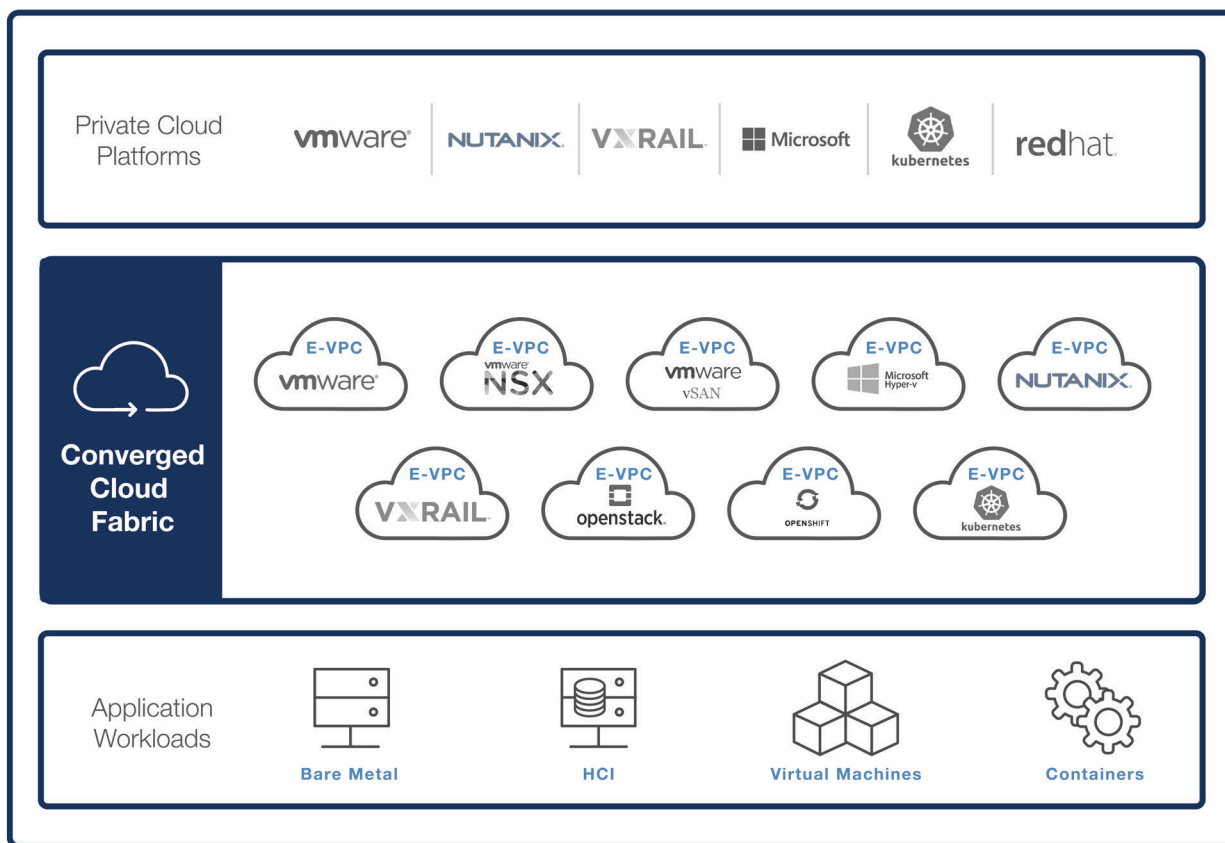 Private Cloud
Platforms
vmware®
NUTANIX.
VXRAIL
Microsoft
kubernetes
redhat.
Converged
Cloud
Fabric
E-VPC
vmware®
E-VPC
vmware®
NSX
E-VPC
vmware
vSAN
E-VPC
Microsoft
Hyper-v
E-VPC
NUTANIX.
E-VPC
VXRAIL
E-VPC
openstack.
E-VPC
OPENSHIFT
E-VPC
kubernetes
Application
Workloads
Bare Metal
HCI
Virtual Machines
Containers